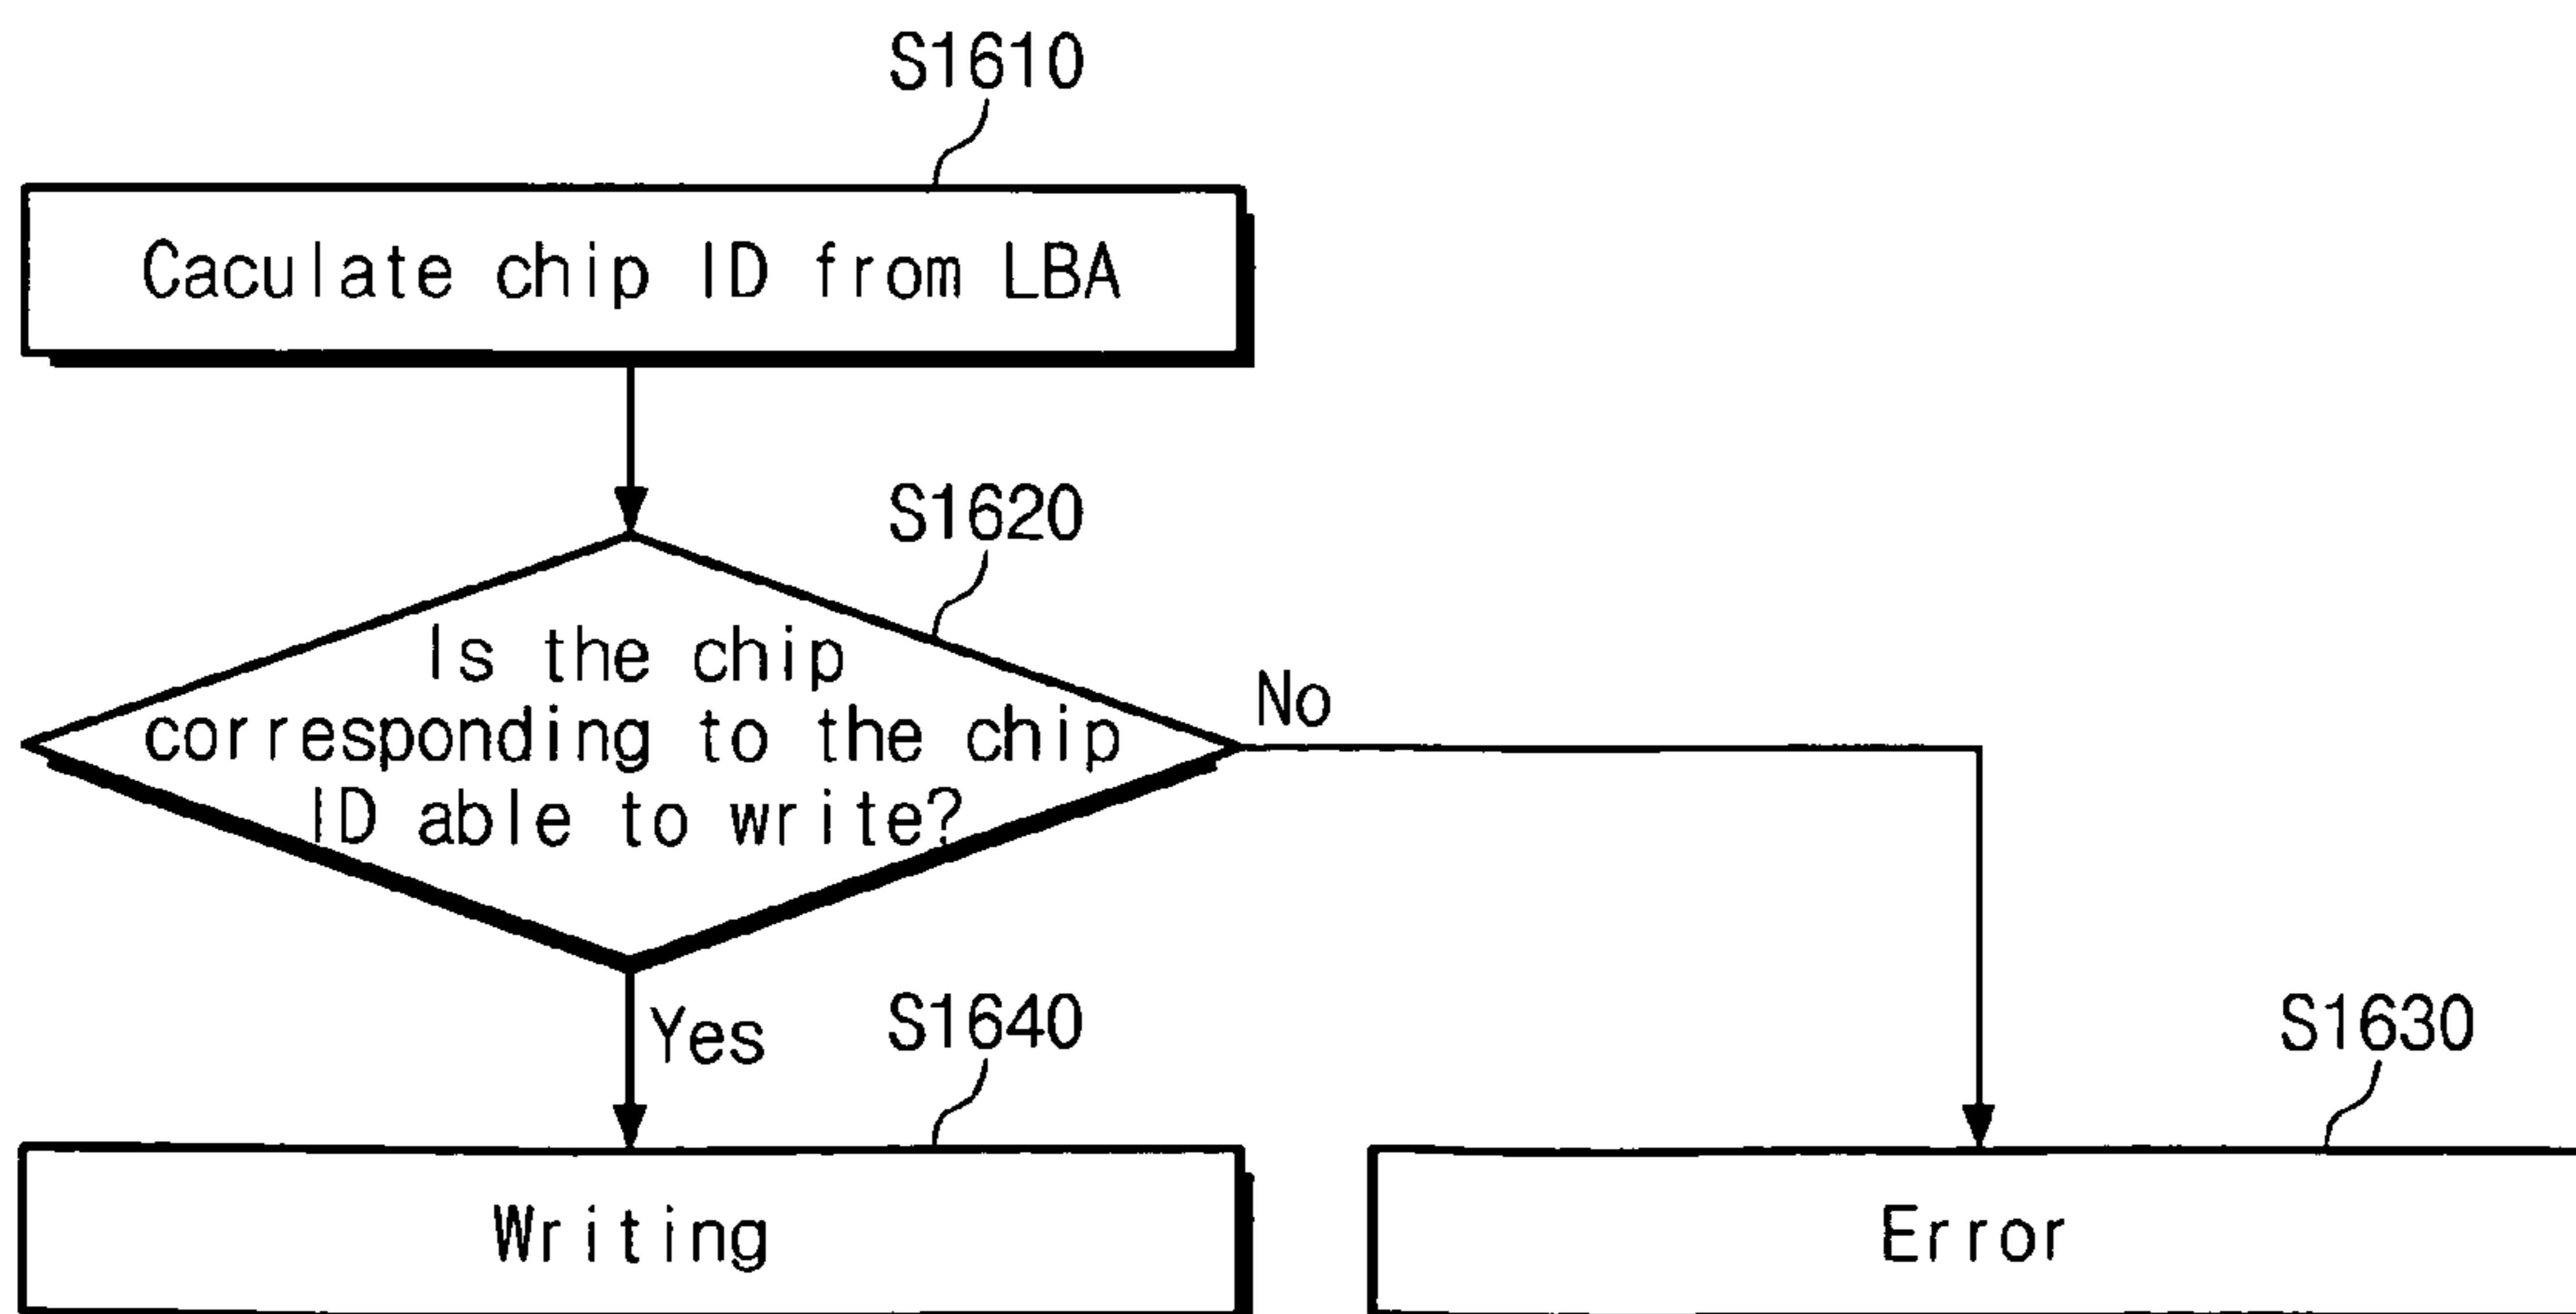 S1610
Caculate chip ID from LBA
S1620
Is the chip
corresponding to the chip
ID able to write?
No
Yes
S1640
S1630
Writing
Error